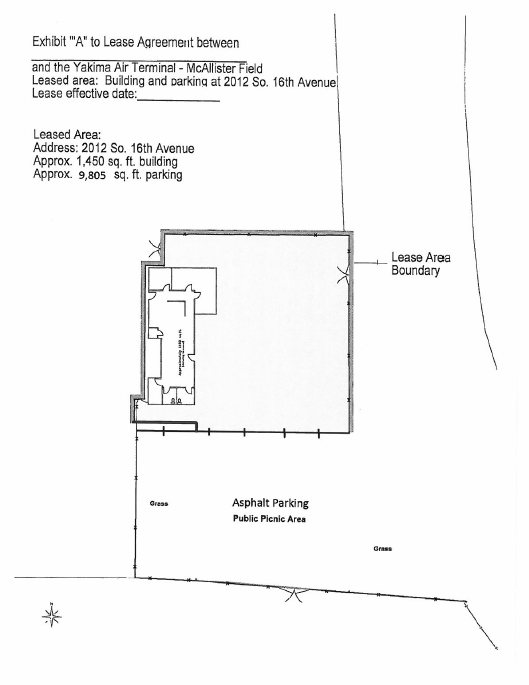 Exhibit "'A" to Lease Agreement between
and the Yakima Air Terminal - McAllister Field
Leased area: Building and parking at 2012 So. 16th Avenue
Lease effective date:
Leased Area:
Address: 2012 So. 16th Avenue
Approx. 1,450 sq. ft. building
Approx. 9,805 sq. ft. parking
Lease Area
Boundary
Asphalt Parking
Public Picnic Area
Grass
Grass